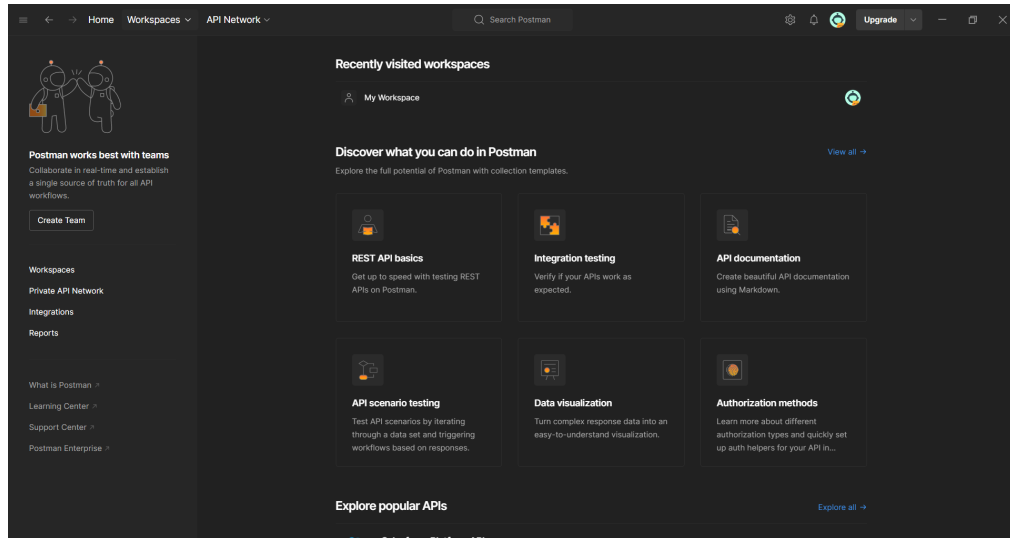 Home Workspaces API Network Search Postman Upgrade
Postman works best with teams
Collaborate in real-time and establish
a single source of truth for all API
workflows.
Create Team
Workspaces
Private API Network
Integrations
Reports
What is Postman
Learning Center
Support Center
Postman Enterprise
Recently visited workspaces
My Workspace
Discover what you can do in Postman
View all →
Explore the full potential of Postman with collection templates.
REST API basics
Get up to speed with testing REST
APIs on Postman.
Integration testing
Verify if your APIs work as
expected.
API documentation
Create beautiful API documentation
using Markdown.
API scenario testing
Test API scenarios by iterating
through a data set and triggering
workflows based on responses.
Data visualization
Turn complex response data into an
easy-to-understand visualization.
Authorization methods
Learn more about different
authorization types and quickly set
up auth helpers for your API in...
Explore popular APIs
Explore all →